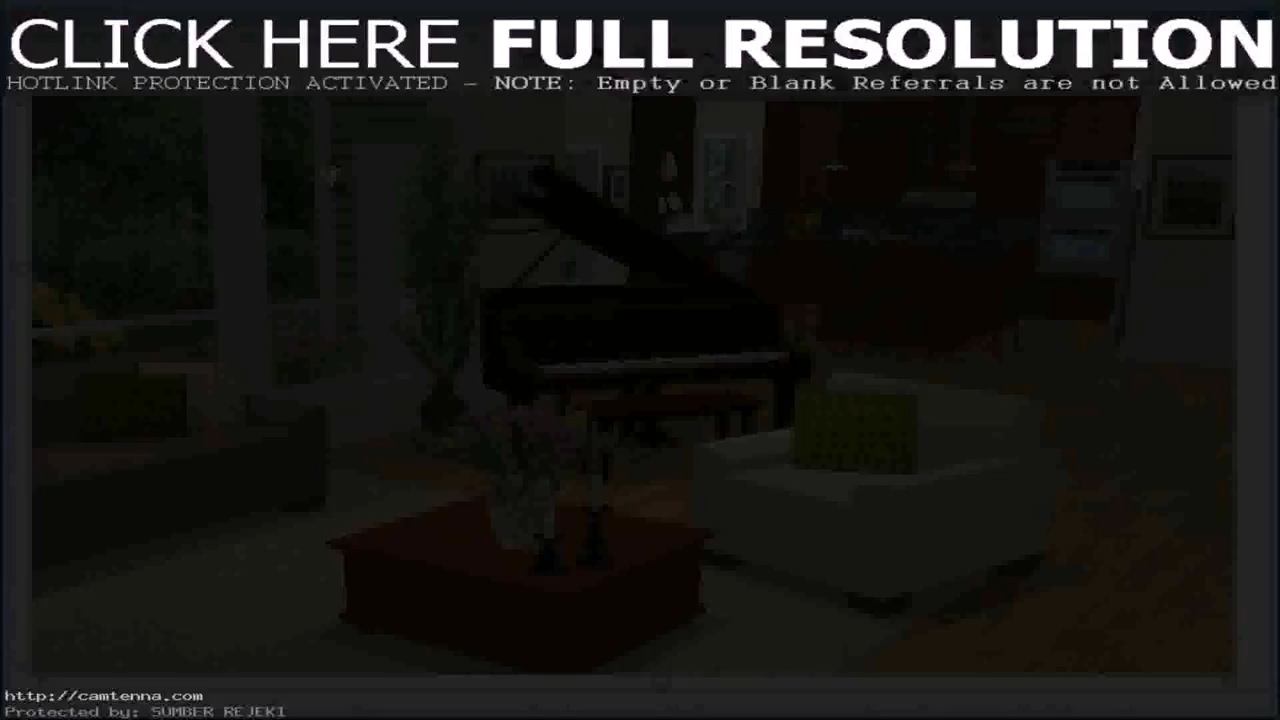 CLICK HERE FULL RESOLUTION
HOTLINK PROTECTION ACTIVATED - NOTE: Empty or Blank Referrals are not Allowed
http://camtenna.com
Protected by: SUMBER REJEKI